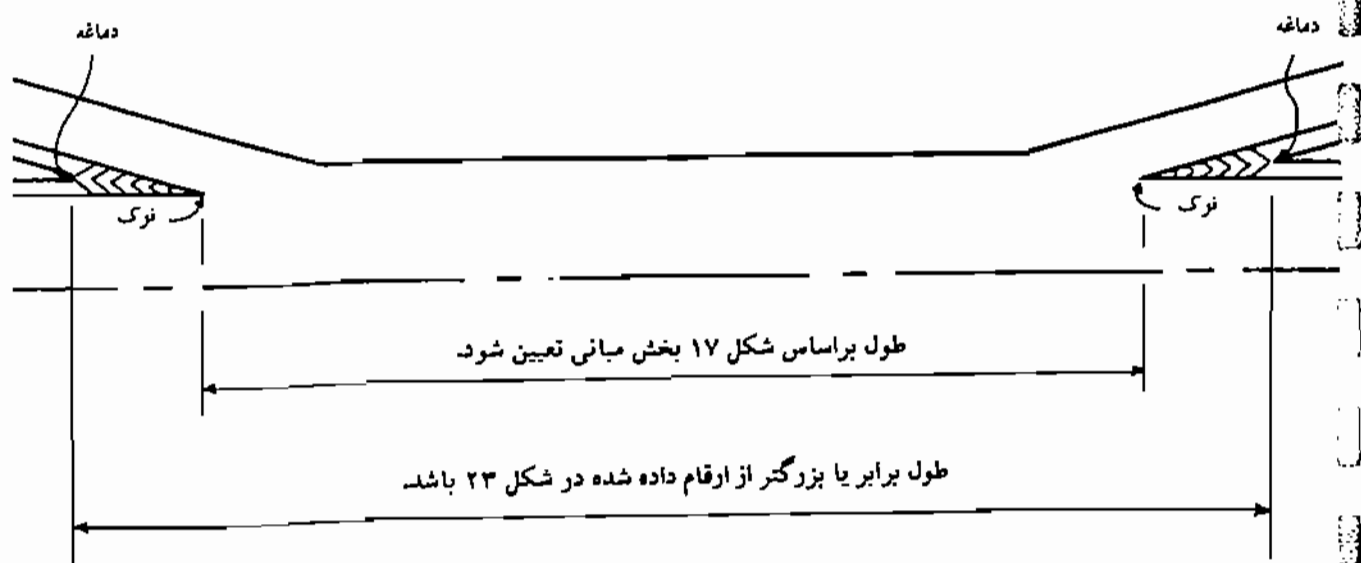 دماغه
دماغه
نوک
نوک
طول براساس شکل ۱۷ بخش مبانی تعیین شود.
طول برابر یا بزرگتر از ارقام داده شده در شکل ۲۳ باشد.